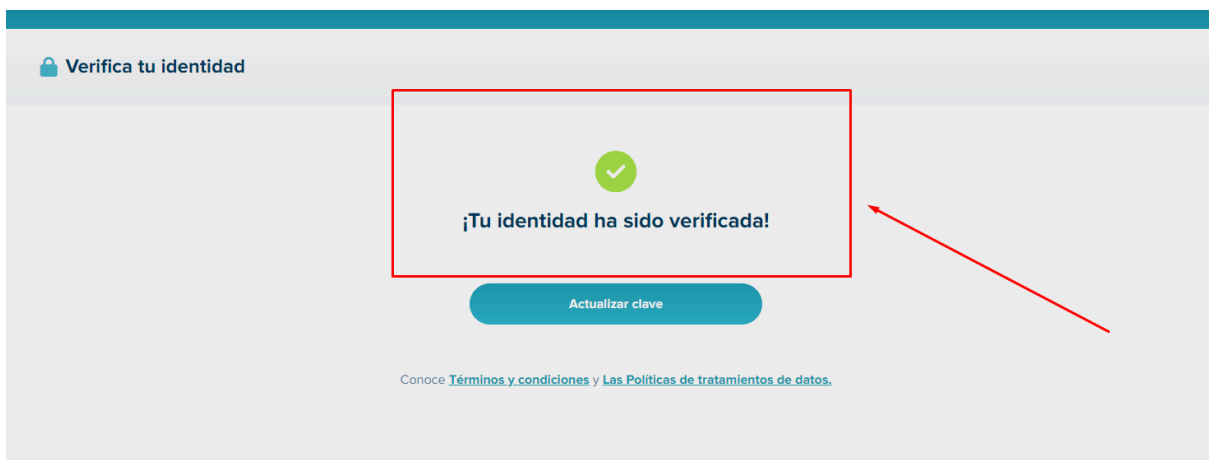 Verifica tu identidad
¡Tu identidad ha sido verificada!
Actualizar clave
Conoce Términos y condiciones y Las Políticas de tratamientos de datos.